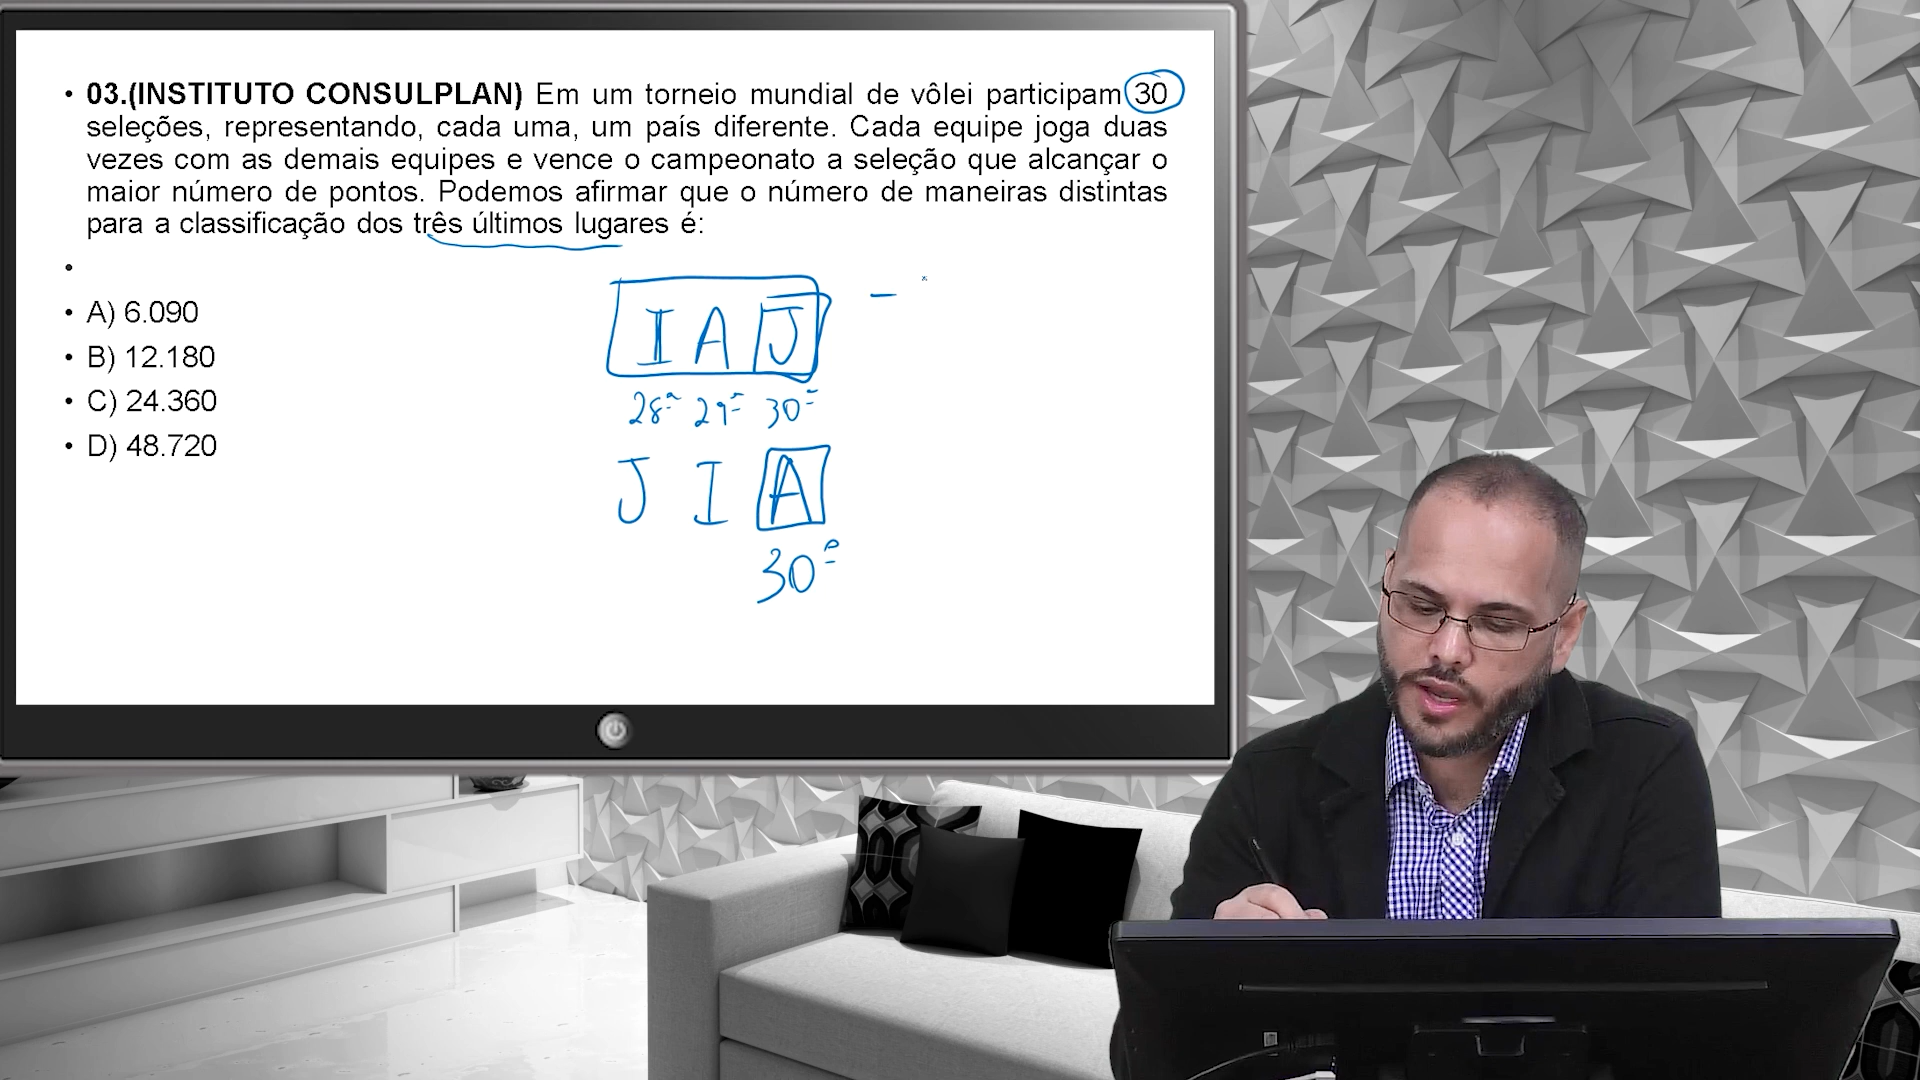 • 03.(INSTITUTO CONSULPLAN) Em um torneio mundial de vôlei participam 30
seleções, representando, cada uma, um país diferente. Cada equipe joga duas
vezes com as demais equipes e vence o campeonato a seleção que alcançar o
maior número de pontos. Podemos afirmar que o número de maneiras distintas
para a classificação dos três últimos lugares é:
•
• A) 6.090
• B) 12.180
• C) 24.360
• D) 48.720
I A J –
28º 29º 30º
J I A
30º